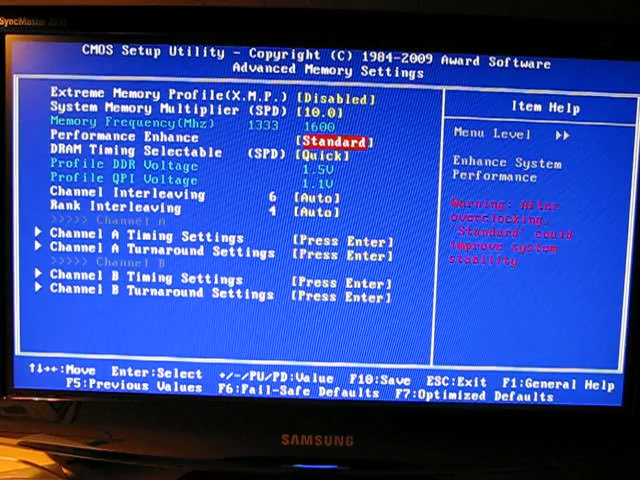 SyncMaster
CMOS Setup Utility - Copyright (C) 1984-2009 Award Software
Advanced Memory Settings
Extreme Memory Profile(X.M.P.) [Disabled]
System Memory Multiplier (SPD) [10.0]
Memory Frequency(Mhz) 1333 1600
Performance Enhance [Standard]
DRAM Timing Selectable (SPD) [Quick]
Profile DDR Voltage 1.5V
Profile QPI Voltage 1.1V
Channel Interleaving 6 [Auto]
Rank Interleaving 4 [Auto]
>>>>> Channel A
▶ Channel A Timing Settings [Press Enter]
▶ Channel A Turnaround Settings [Press Enter]
>>>>> Channel B
▶ Channel B Timing Settings [Press Enter]
▶ Channel B Turnaround Settings [Press Enter]
Item Help
Menu Level ▶▶
Enhance System
Performance
Warning: After
overclocking,
'Standard' could
improve system
stability
↑↓→←:Move Enter:Select +/-/PU/PD:Value F10:Save ESC:Exit F1:General Help
F5:Previous Values F6:Fail-Safe Defaults F7:Optimized Defaults
SAMSUNG